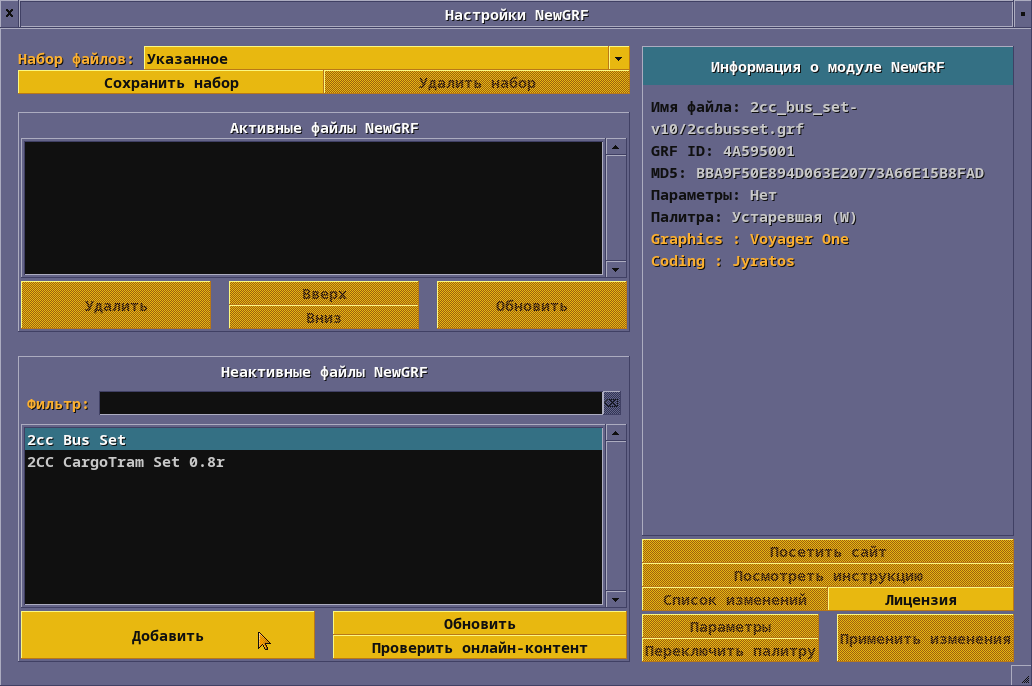 Настройки NewGRF
Набор файлов: Указанное
Сохранить набор
Удалить набор
Активные файлы NewGRF
Удалить
Вверх
Вниз
Обновить
Неактивные файлы NewGRF
Фильтр:
2cc Bus Set
2CC CargoTram Set 0.8r
Добавить
Обновить
Проверить онлайн-контент
Информация о модуле NewGRF
Имя файла: 2cc_bus_set-
v10/2ccbusset.grf
GRF ID: 4A595001
MD5: BBA9F50E894D063E20773A66E15B8FAD
Параметры: Нет
Палитра: Устаревшая (W)
Graphics : Voyager One
Coding : Jyratos
Посетить сайт
Посмотреть инструкцию
Список изменений
Лицензия
Параметры
Переключить палитру
Применить изменения